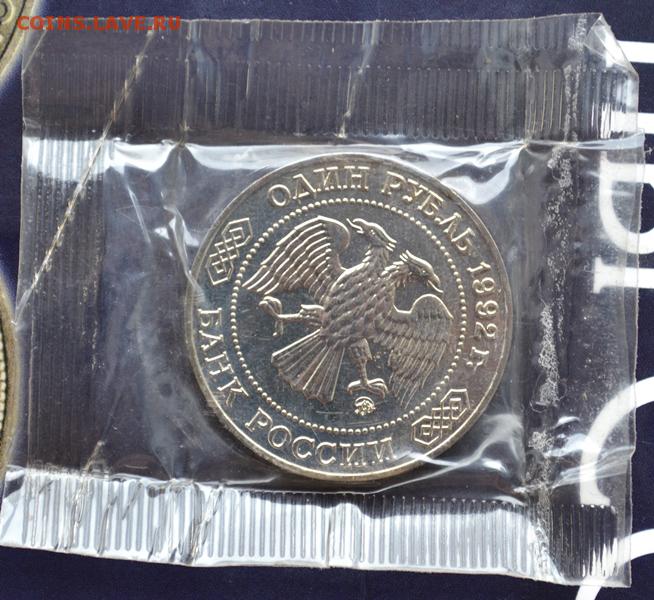 COINS.LAVE.RU
ОДИН РУБЛЬ 1992 Г.
БАНК РОССИИ